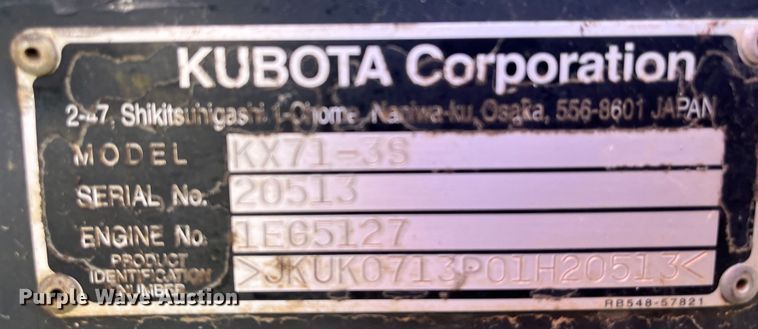 KUBOTA Corporation
2-47, Shikitsuhigashi 1-Chome, Naniwa-ku, Osaka, 556-8601 JAPAN
MODEL KX71-3S
SERIAL No. 20513
ENGINE No. 1EG5127
PRODUCT
IDENTIFICATION
NUMBER >JKUK0713P01H20513<
Purple Wave Auction
RB548-57821